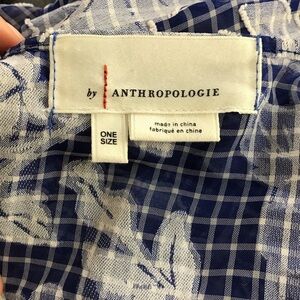 by ANTHROPOLOGIE
ONE
SIZE
made in china
fabriqué en chine